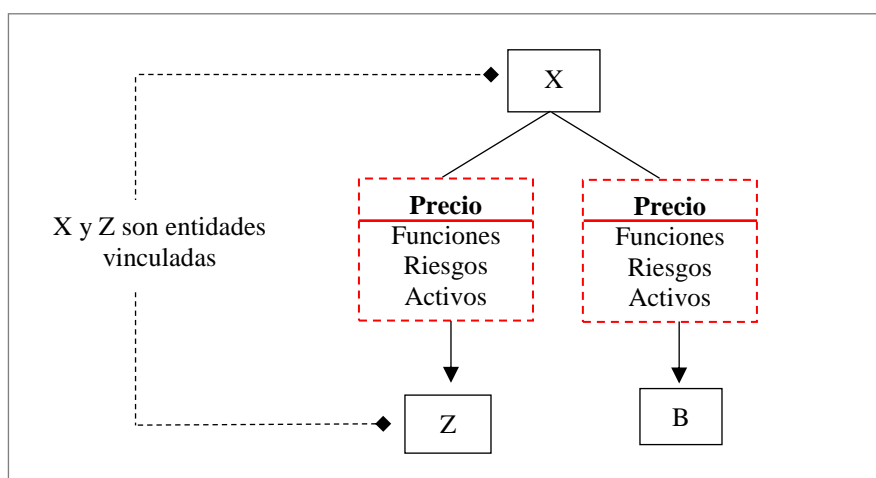 X
Precio
Funciones
Riesgos
Activos
Precio
Funciones
Riesgos
Activos
X y Z son entidades
vinculadas
Z
B